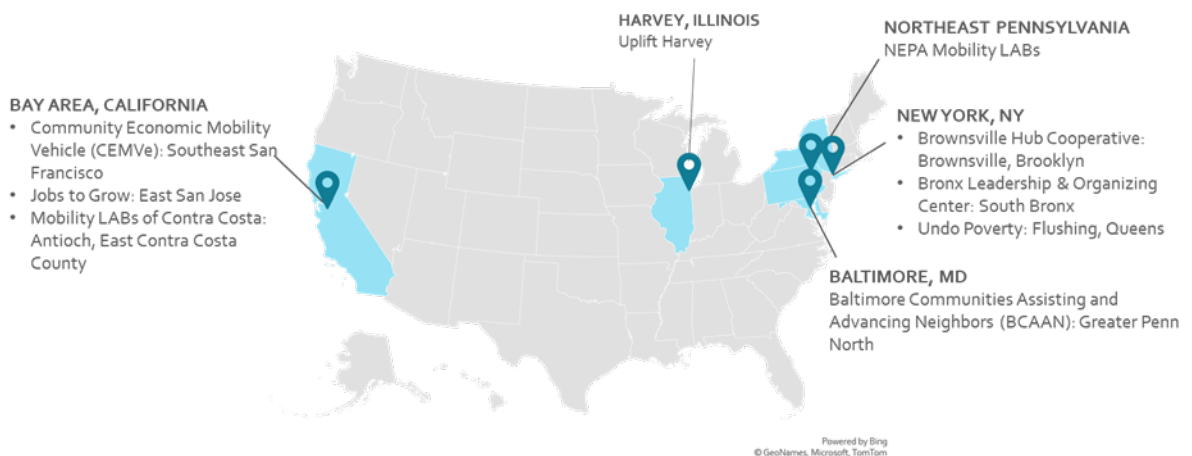 HARVEY, ILLINOIS
Uplift Harvey
NORTHEAST PENNSYLVANIA
NEPA Mobility LABs
BAY AREA, CALIFORNIA
• Community Economic Mobility
Vehicle (CEMVe): Southeast San
Francisco
• Jobs to Grow: East San Jose
• Mobility LABs of Contra Costa:
Antioch, East Contra Costa
County
NEW YORK, NY
• Brownsville Hub Cooperative:
Brownsville, Brooklyn
• Bronx Leadership & Organizing
Center: South Bronx
• Undo Poverty: Flushing, Queens
BALTIMORE, MD
Baltimore Communities Assisting and
Advancing Neighbors (BCAAN): Greater Penn
North
Powered by Bing
© GeoNames, Microsoft, TomTom